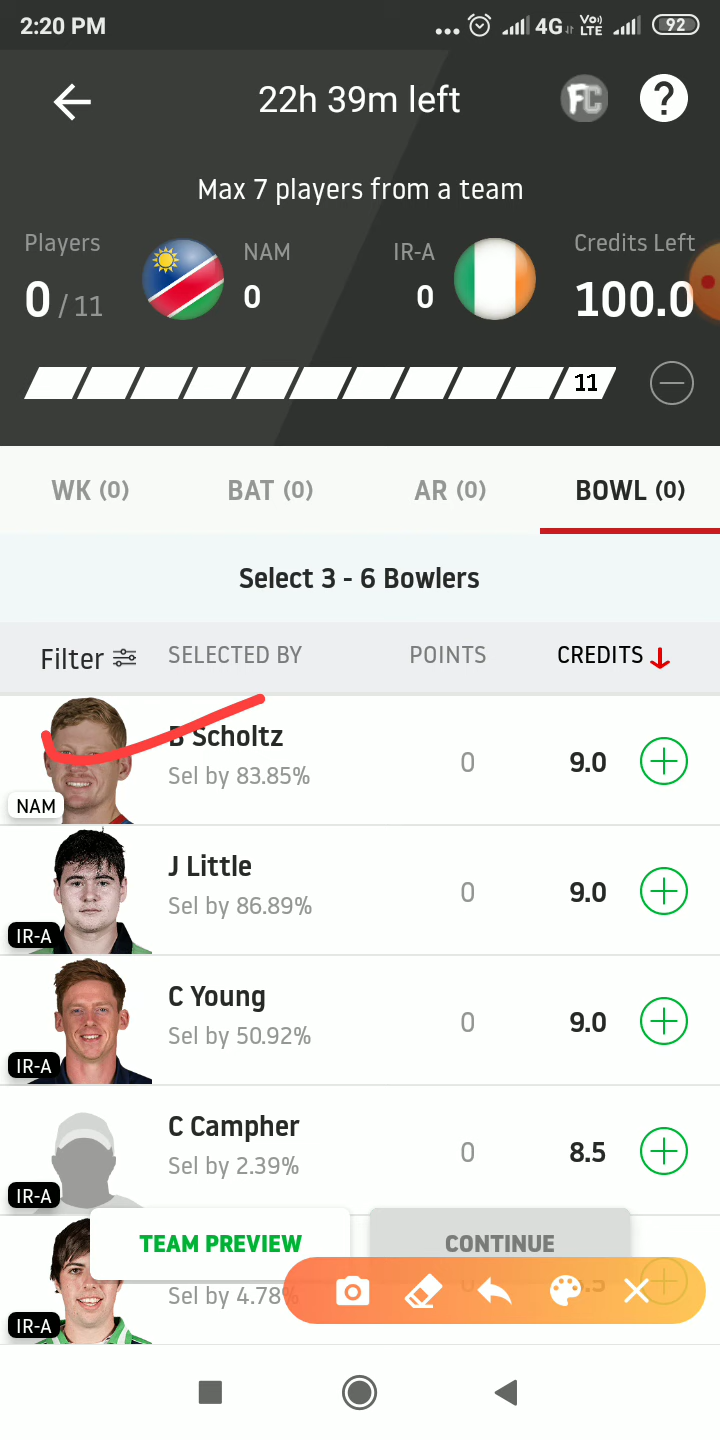 2:20 PM ... 4G Vo) LTE 92
22h 39m left FC ?
Max 7 players from a team
Players NAM IR-A Credits Left
0 / 11 0 0 100.0
11
WK (0) BAT (0) AR (0) BOWL (0)
Select 3 - 6 Bowlers
Filter SELECTED BY POINTS CREDITS
B Scholtz
Sel by 83.85% 0 9.0
NAM
J Little
Sel by 86.89% 0 9.0
IR-A
C Young
Sel by 50.92% 0 9.0
IR-A
C Campher
Sel by 2.39% 0 8.5
IR-A
TEAM PREVIEW CONTINUE
Sel by 4.78%
IR-A